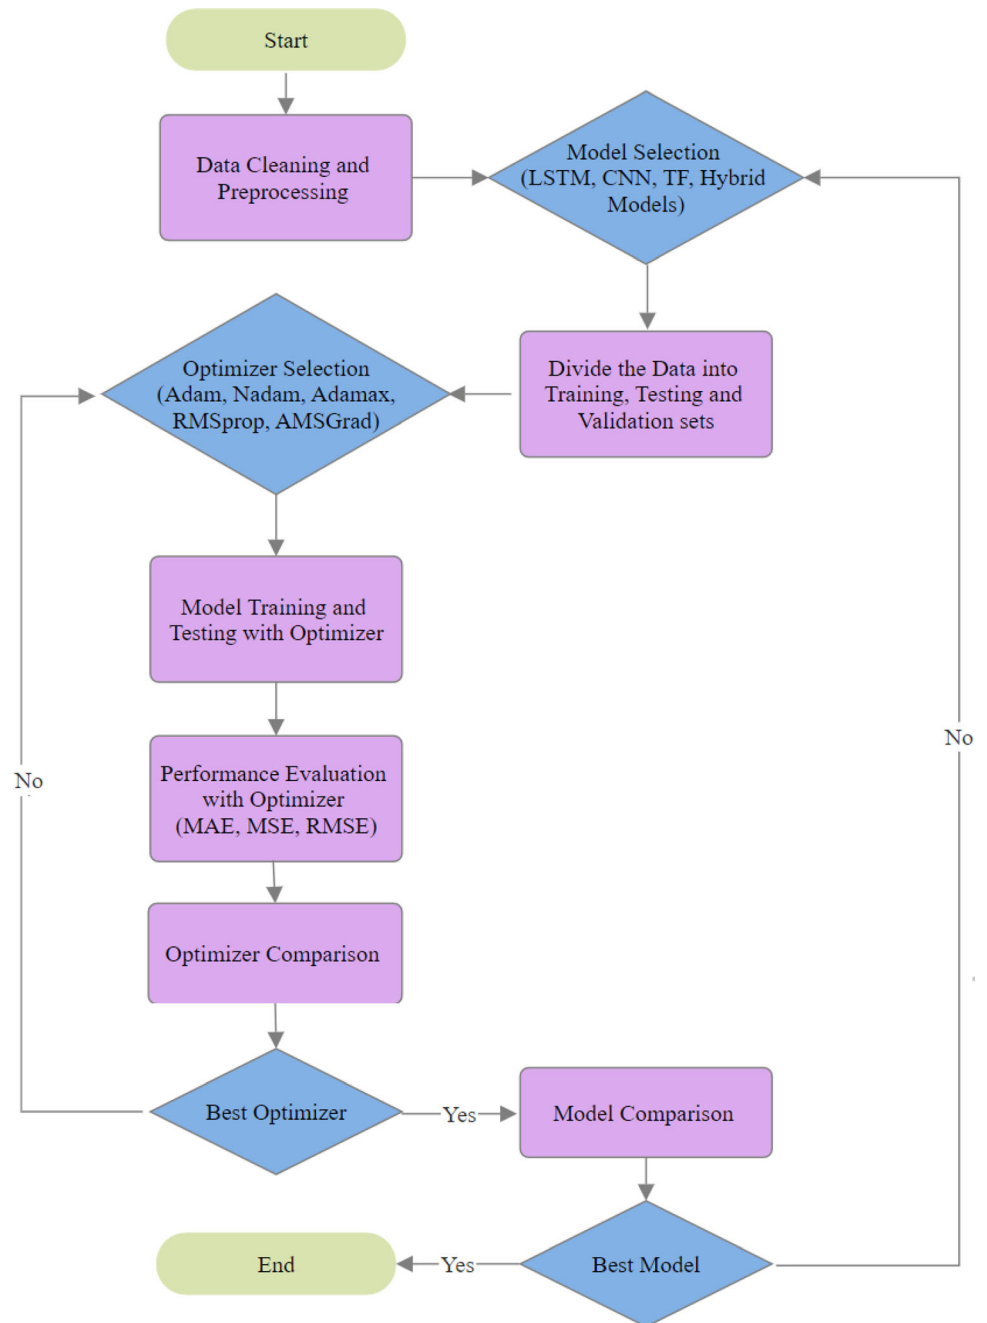 Start
Data Cleaning and
Preprocessing
Model Selection
(LSTM, CNN, TF, Hybrid
Models)
Divide the Data into
Training, Testing and
Validation sets
Optimizer Selection
(Adam, Nadam, Adamax,
RMSprop, AMSGrad)
Model Training and
Testing with Optimizer
Performance Evaluation
with Optimizer
(MAE, MSE, RMSE)
Optimizer Comparison
Best Optimizer
No
Yes
Model Comparison
Best Model
No
Yes
End